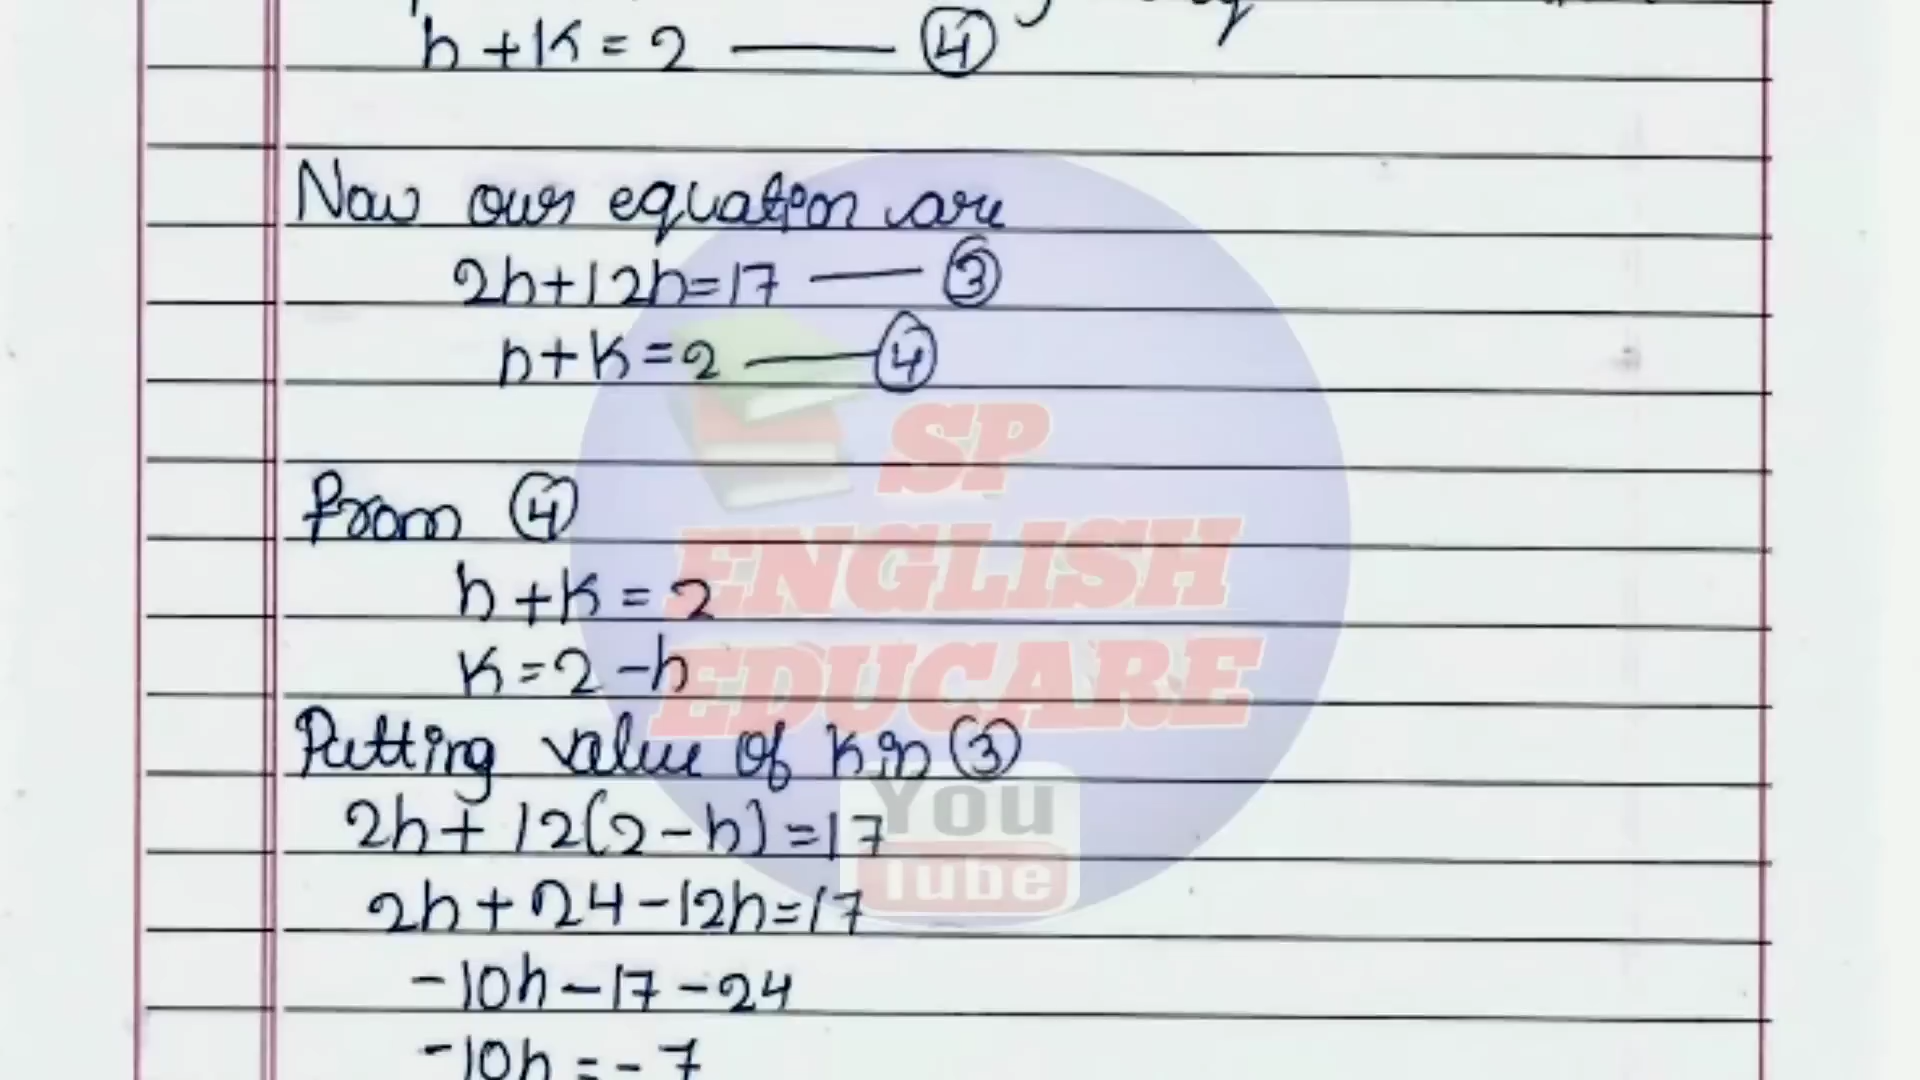 h + K = 2 —— ④
Now our equation are
2h+12h=17 —— ③
h+K=2 —— ④
SP
ENGLISH
EDUCARE
From ④
h+K=2
K=2-h
Putting value of K in ③
2h+ 12(2-h)=17
You
Tube
2h+24-12h=17
-10h-17-24
-10h=-7